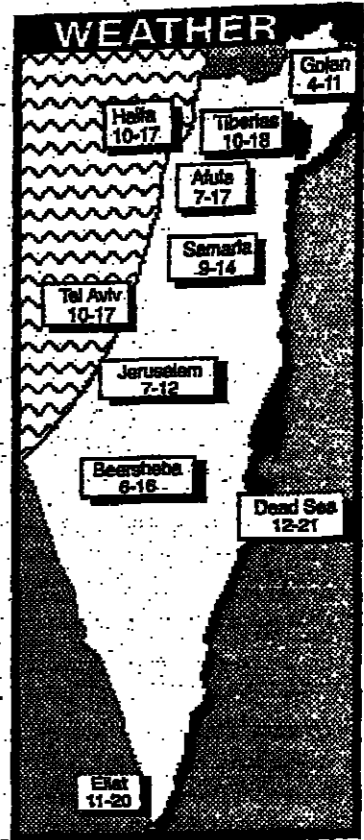 WEATHER
Golan
4-11
Haifa
10-17
Tiberias
10-18
Afula
7-17
Samaria
9-14
Tel Aviv
10-17
Jerusalem
7-12
Beersheba
6-16
Dead Sea
12-21
Eilat
11-20